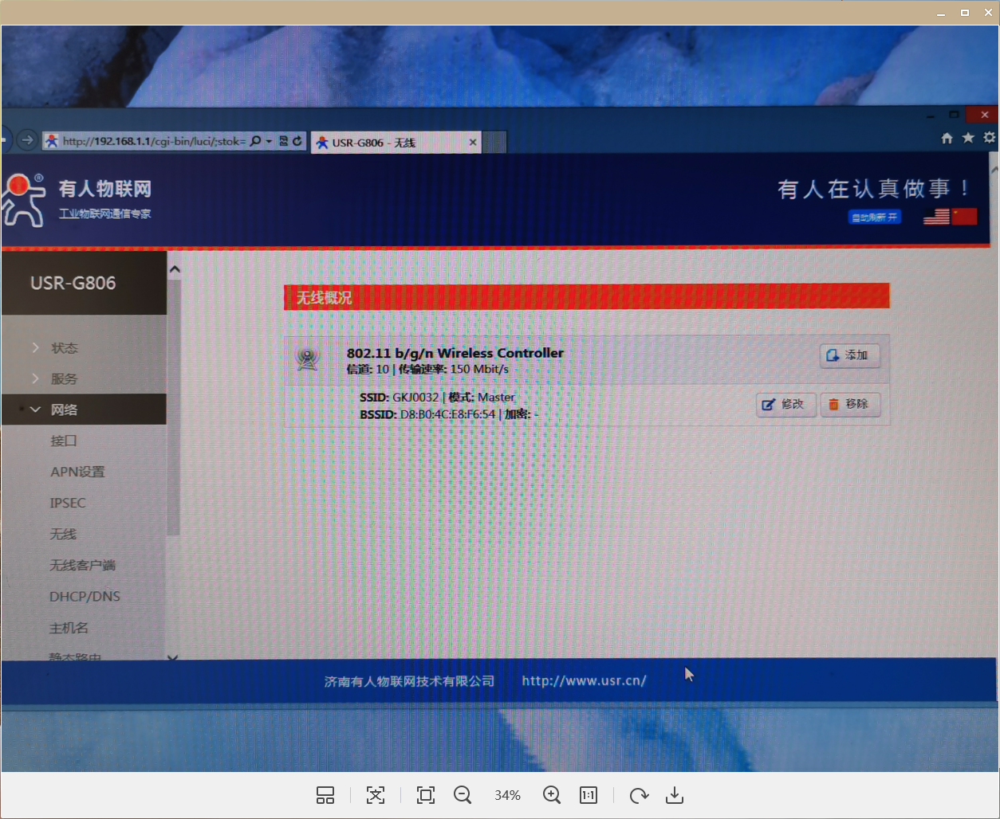 http://192.168.1.1/cgi-bin/luci/;stok=
USR-G806 - 无线
有人物联网
®
工业物联网通信专家
有人在认真做事！
自动刷新 开
USR-G806
状态
服务
网络
接口
APN设置
IPSEC
无线
无线客户端
DHCP/DNS
主机名
静态路由
无线概况
802.11 b/g/n Wireless Controller
信道: 10 | 传输速率: 150 Mbit/s
添加
SSID: GKJ0032 | 模式: Master
BSSID: D8:B0:4C:E8:F6:54 | 加密: -
修改
移除
济南有人物联网技术有限公司 http://www.usr.cn/
34%
1:1